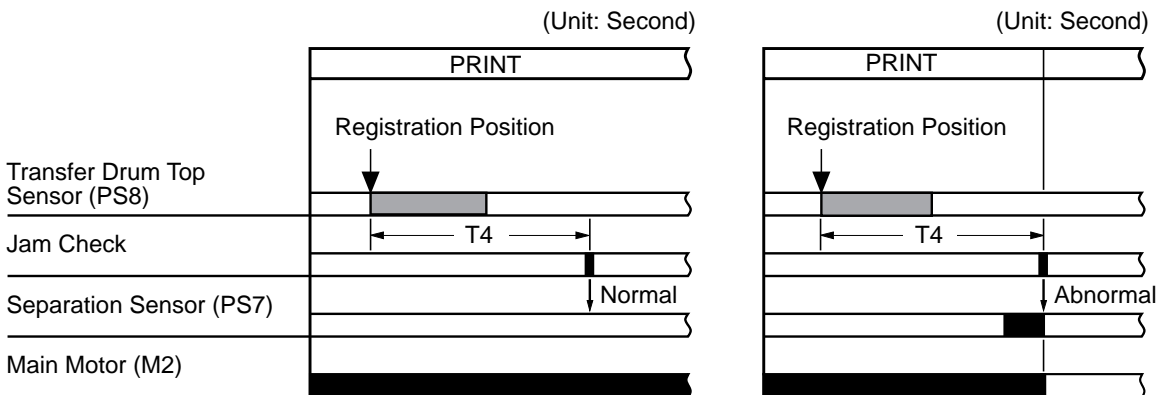 (Unit: Second) (Unit: Second)
PRINT PRINT
Registration Position Registration Position
Transfer Drum Top
Sensor (PS8)
T4 T4
Jam Check
Normal Abnormal
Separation Sensor (PS7)
Main Motor (M2)